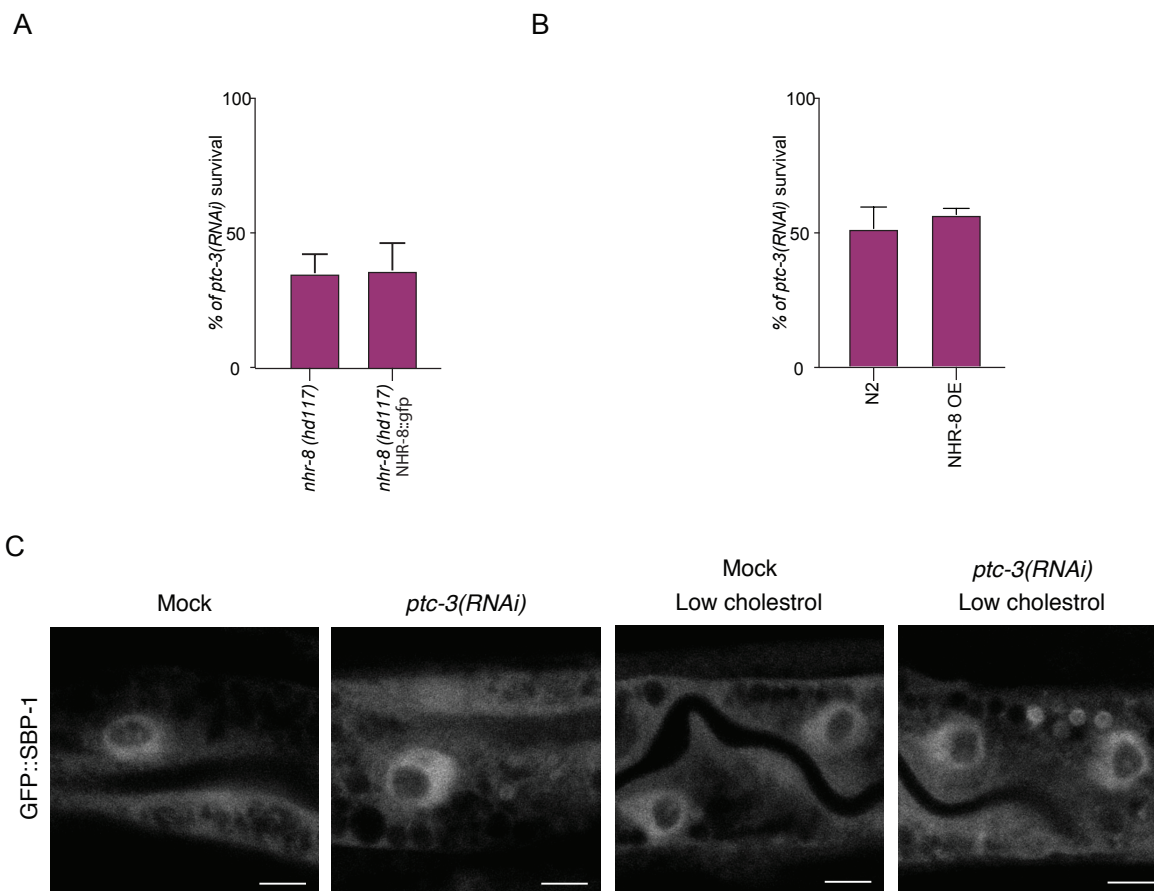 A
B
100
% of ptc-3(RNAi) survival
50
0
nhr-8 (hd117)
nhr-8 (hd117)
NHR-8::gfp
100
% of ptc-3(RNAi) survival
50
0
N2
NHR-8 OE
C
Mock
ptc-3(RNAi)
Mock
Low cholestrol
ptc-3(RNAi)
Low cholestrol
GFP::SBP-1